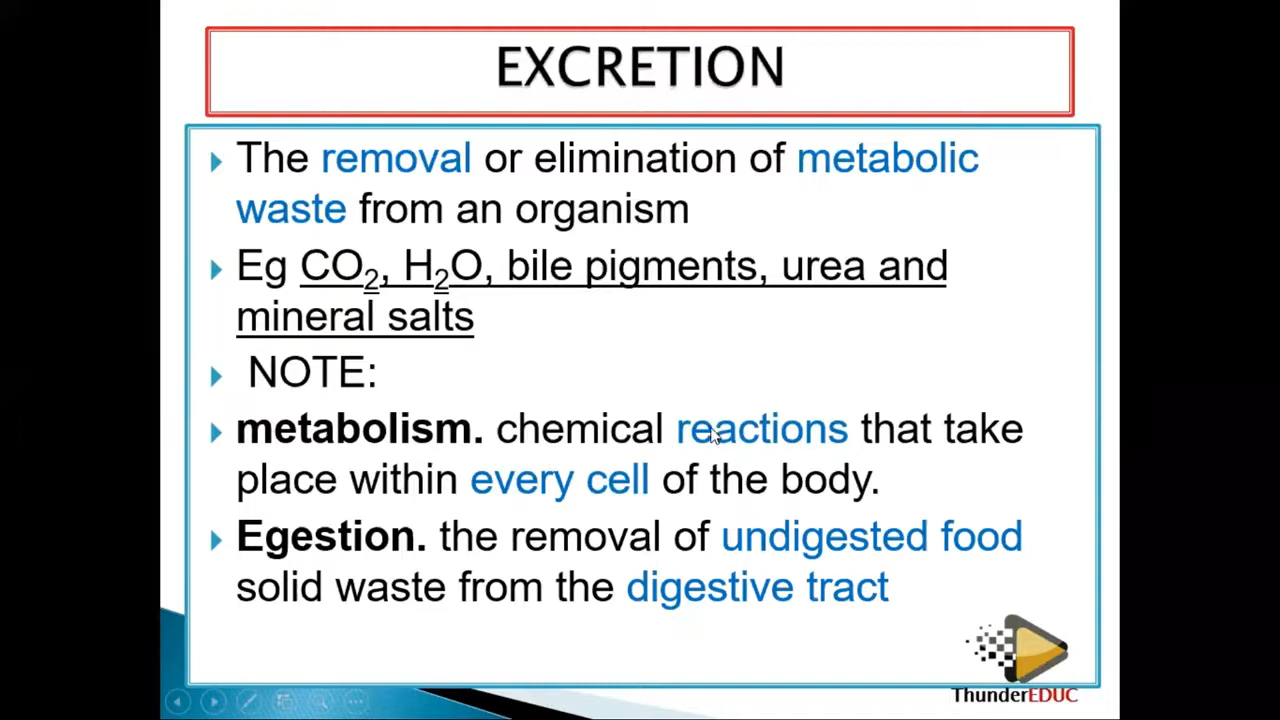 EXCRETION
The removal or elimination of metabolic
waste from an organism
Eg CO₂, H₂O, bile pigments, urea and
mineral salts
NOTE:
metabolism. chemical reactions that take
place within every cell of the body.
Egestion. the removal of undigested food
solid waste from the digestive tract
ThunderEDUC